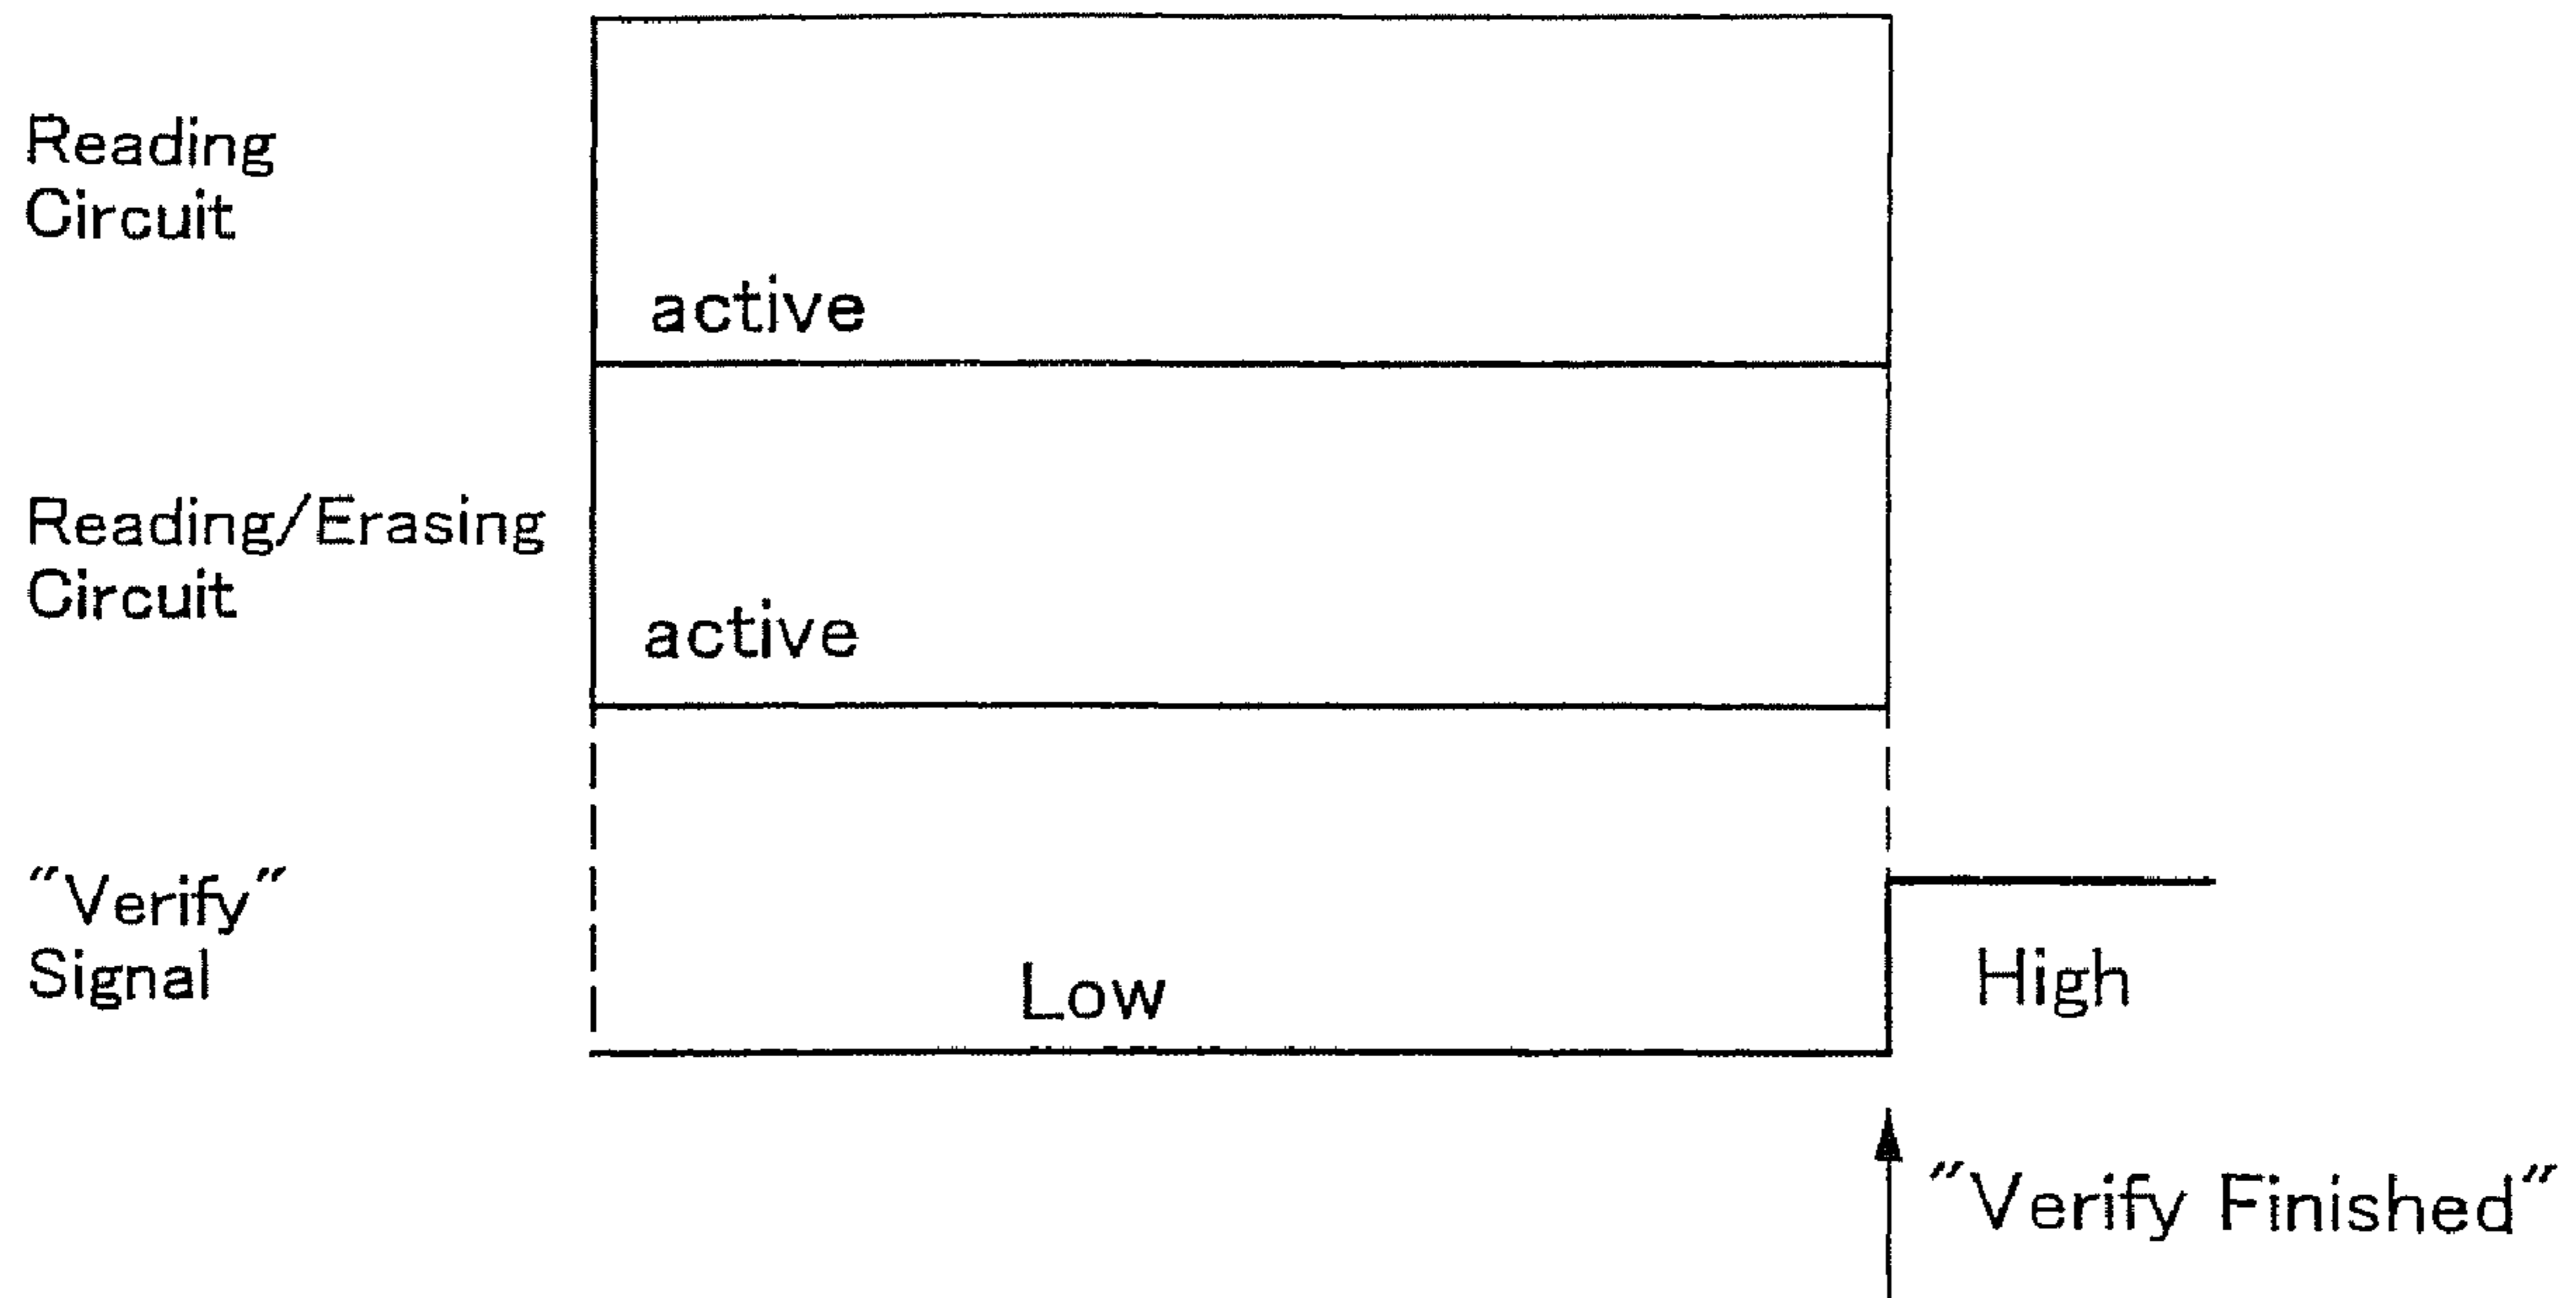 Reading
Circuit
active
Reading/Erasing
Circuit
active
"Verify"
Signal
Low
High
"Verify Finished"